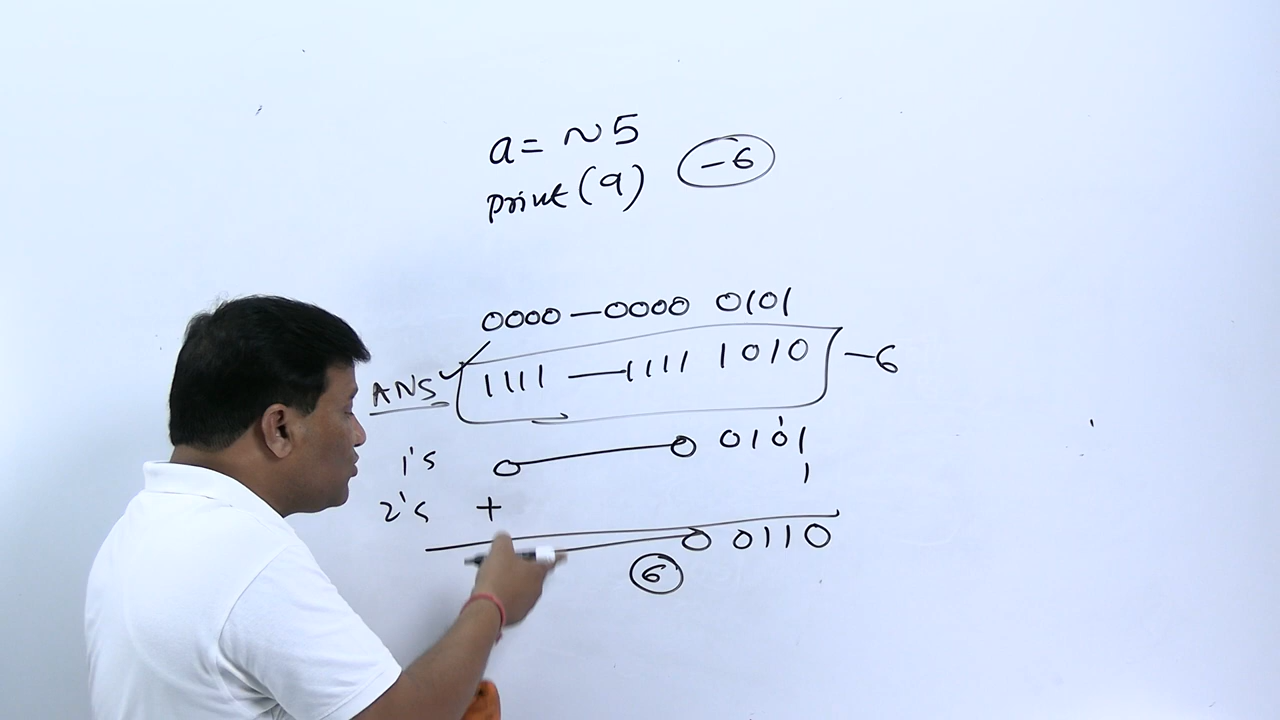 a = ~5
print(a) -6
0000 — 0000 0101
ANS 1111 — 1111 1010 -6
1's 0 — 0 0101
1
1
2's +
0 0110
6